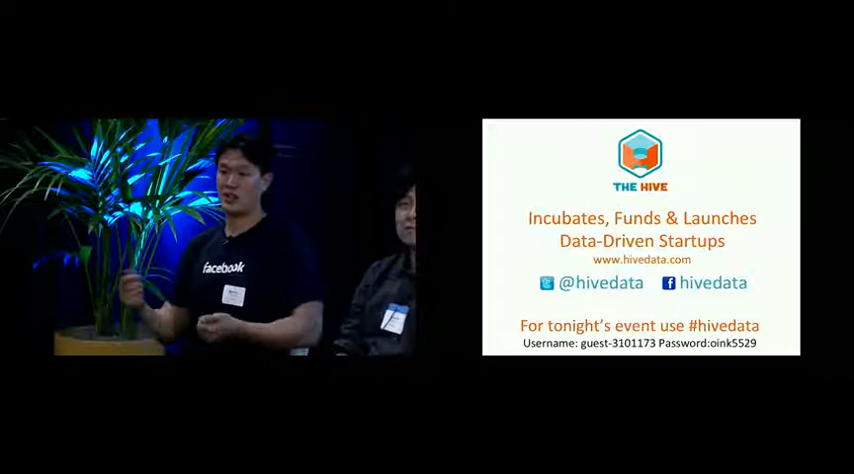 facebook
THE HIVE
Incubates, Funds & Launches
Data-Driven Startups
www.hivedata.com
@hivedata hivedata
For tonight's event use #hivedata
Username: guest-3101173 Password:oink5529